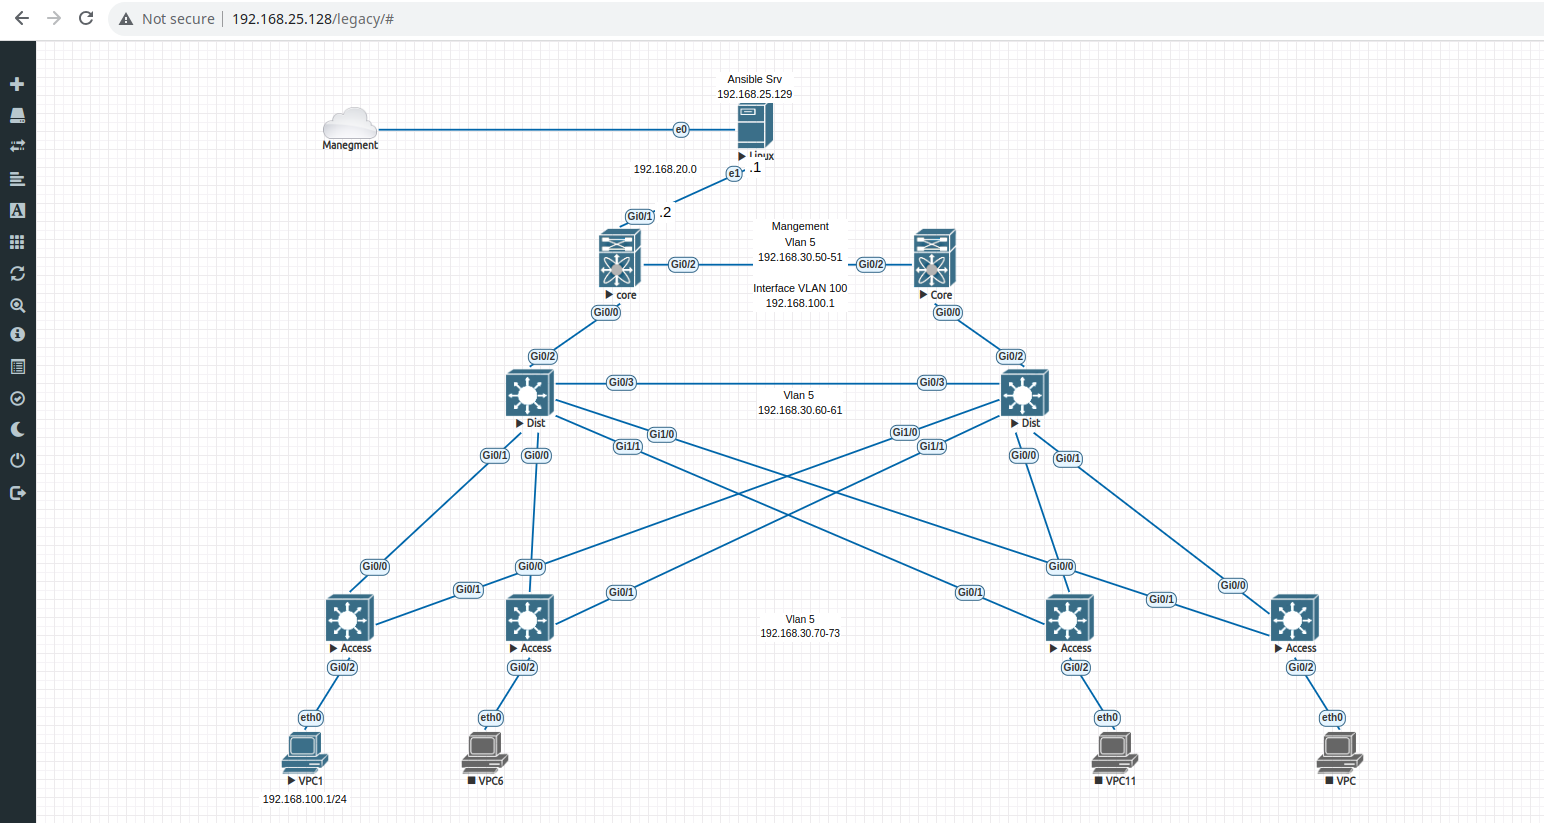 Not secure
192.168.25.128/legacy/#
Ansible Srv
192.168.25.129
Managment
e0
Linux
192.168.20.0
e1
.1
Gi0/1
.2
Mangement
Vlan 5
192.168.30.50-51
Gi0/2
Gi0/2
core
Core
Interface VLAN 100
192.168.100.1
Gi0/0
Gi0/0
Gi0/2
Gi0/2
Gi0/3
Gi0/3
Vlan 5
192.168.30.60-61
Dist
Dist
Gi1/0
Gi1/0
Gi1/1
Gi1/1
Gi0/1
Gi0/0
Gi0/0
Gi0/1
Gi0/0
Gi0/0
Gi0/0
Gi0/0
Gi0/1
Gi0/1
Gi0/1
Gi0/1
Vlan 5
192.168.30.70-73
Access
Access
Access
Access
Gi0/2
Gi0/2
Gi0/2
Gi0/2
eth0
eth0
eth0
eth0
VPC1
VPC6
VPC11
VPC
192.168.100.1/24